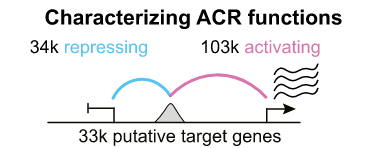 Characterizing ACR functions
34k repressing 103k activating
33k putative target genes